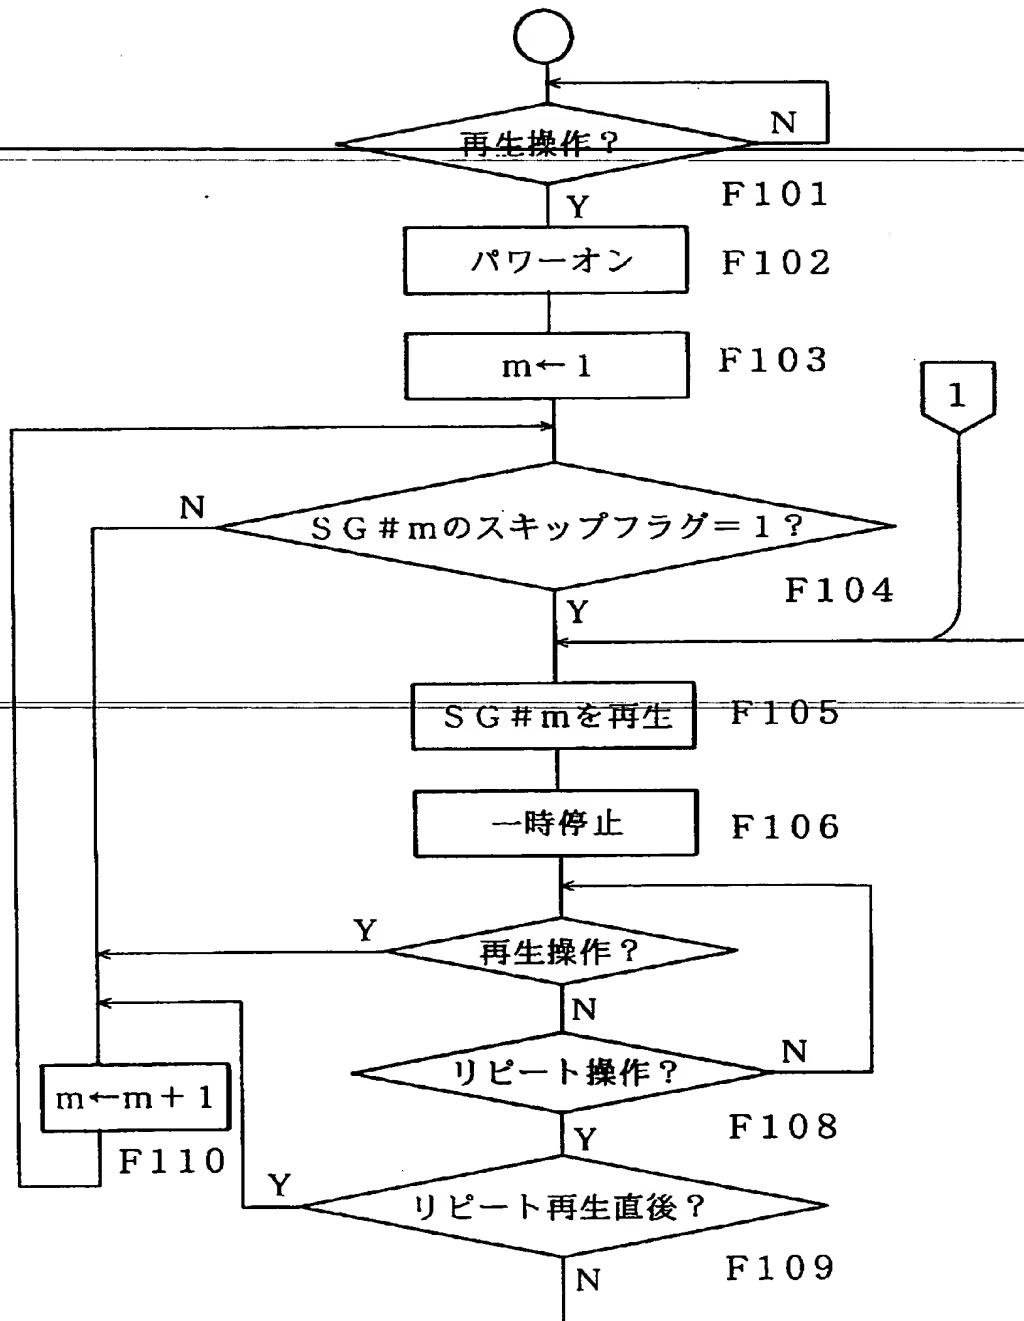 再生操作？
N
F101
Y
パワーオン
F102
m←1
F103
1
N
SG#mのスキップフラグ＝1？
F104
Y
SG#mを再生
F105
一時停止
F106
Y
再生操作？
N
リピート操作？
N
F108
m←m＋1
Y
F110
Y
リピート再生直後？
F109
N